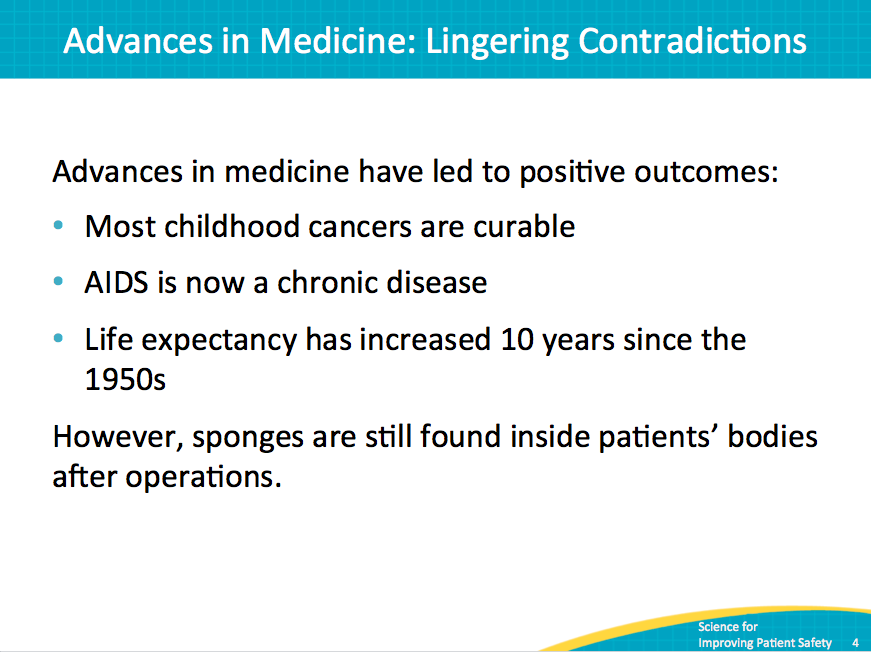 Advances in Medicine: Lingering Contradictions
Advances in medicine have led to positive outcomes:
• Most childhood cancers are curable
• AIDS is now a chronic disease
• Life expectancy has increased 10 years since the
1950s
However, sponges are still found inside patients’ bodies
after operations.
Science for
Improving Patient Safety 4